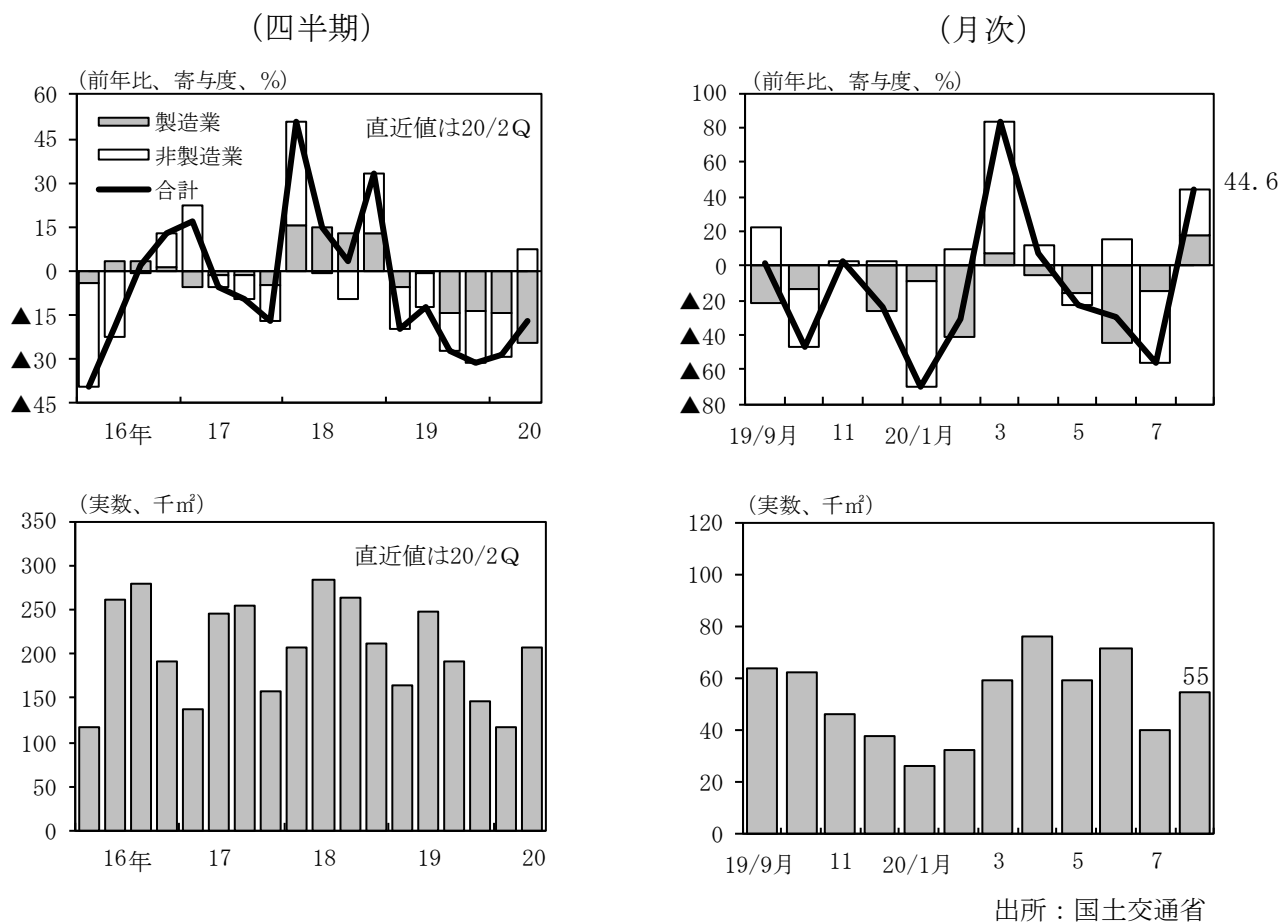 (四半期)
(前年比、寄与度、%)
60
45
30
15
0
▲15
▲30
▲45
製造業
非製造業
合計
直近値は20/2Q
16年 17 18 19 20
(月次)
(前年比、寄与度、%)
100
80
60
40
20
0
▲20
▲40
▲60
▲80
44.6
19/9月 11 20/1月 3 5 7
(実数、千㎡)
350
300
250
200
150
100
50
0
直近値は20/2Q
16年 17 18 19 20
(実数、千㎡)
120
100
80
60
40
20
0
55
19/9月 11 20/1月 3 5 7
出所：国土交通省